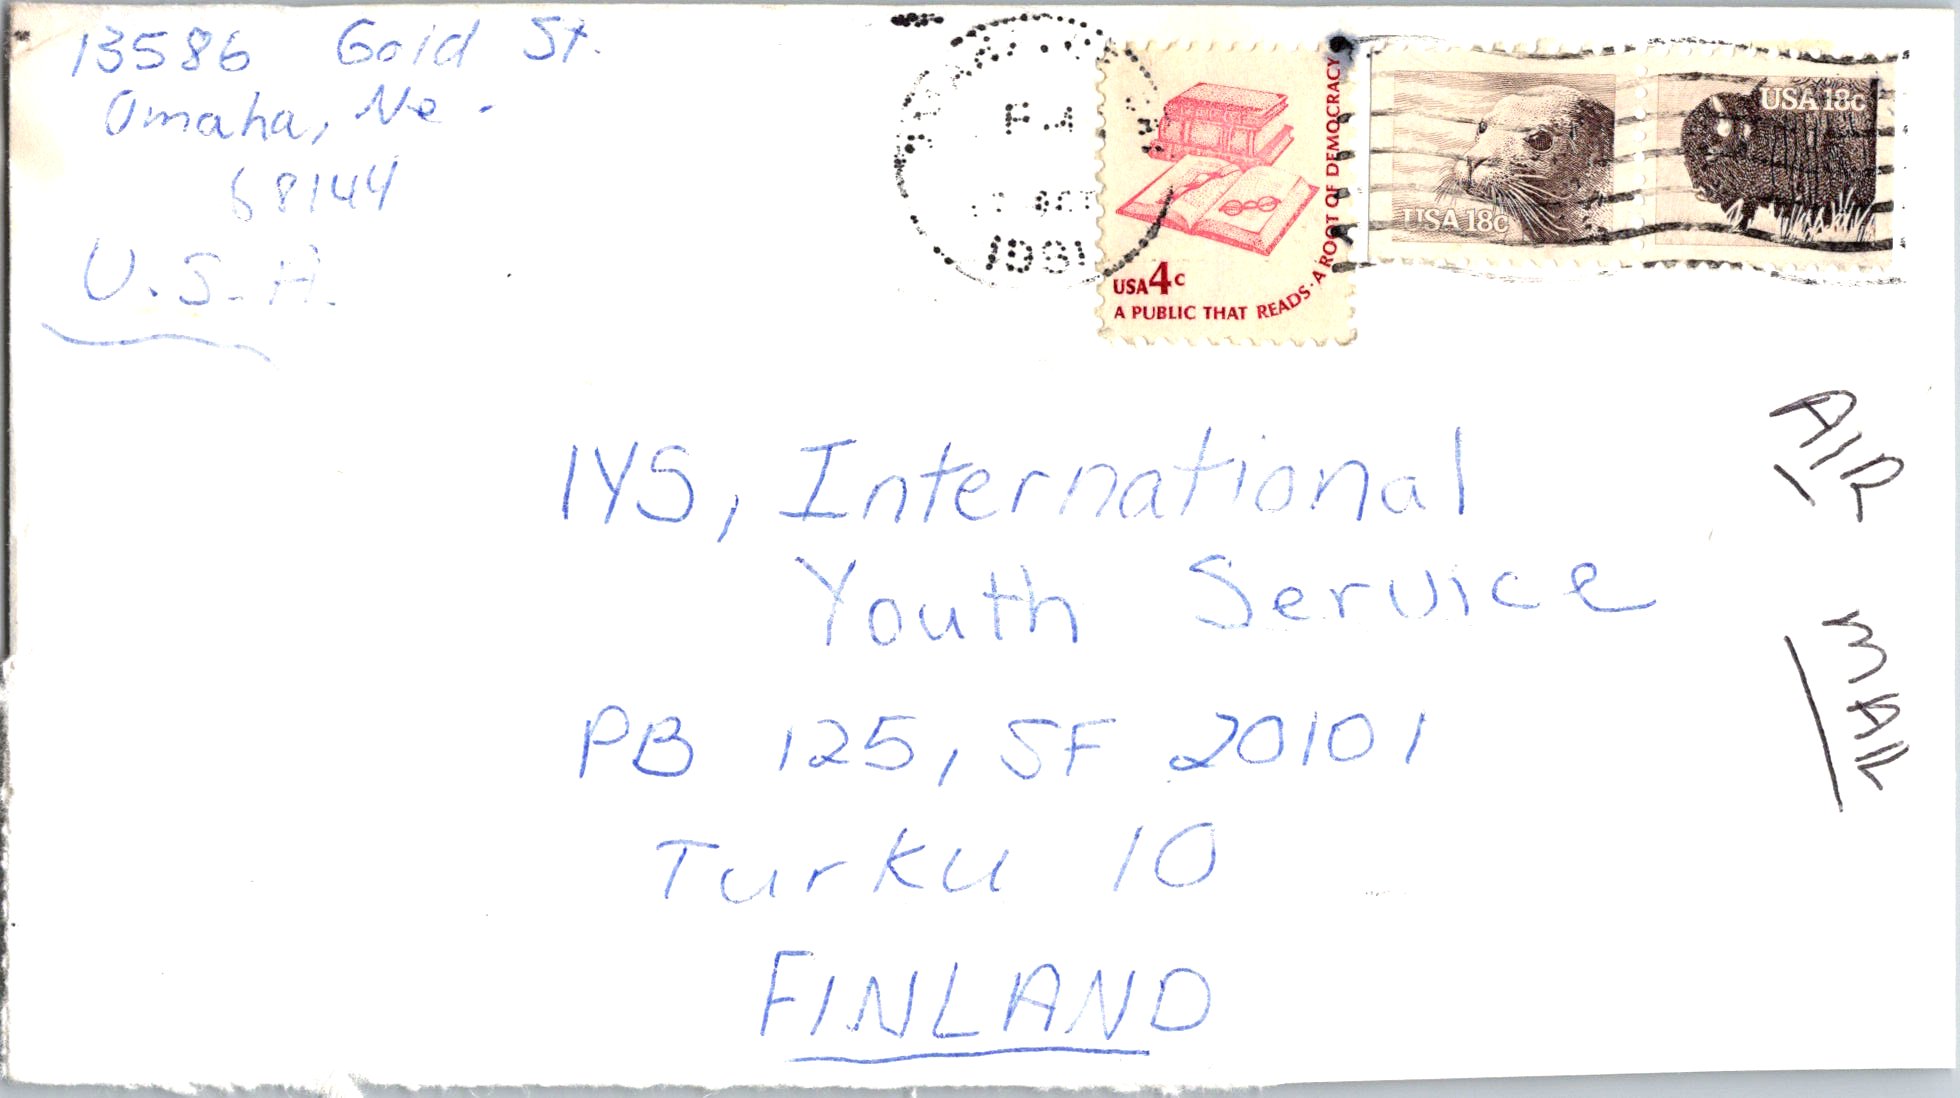 13586 Gold St.
Omaha, Ne.
68144
U.S.A.
1981
USA 4c
A PUBLIC THAT READS · A ROOT OF DEMOCRACY
USA 18c
USA 18c
AIR
MAIL
IYS, International
Youth Service
PB 125, SF 20101
Turku 10
FINLAND